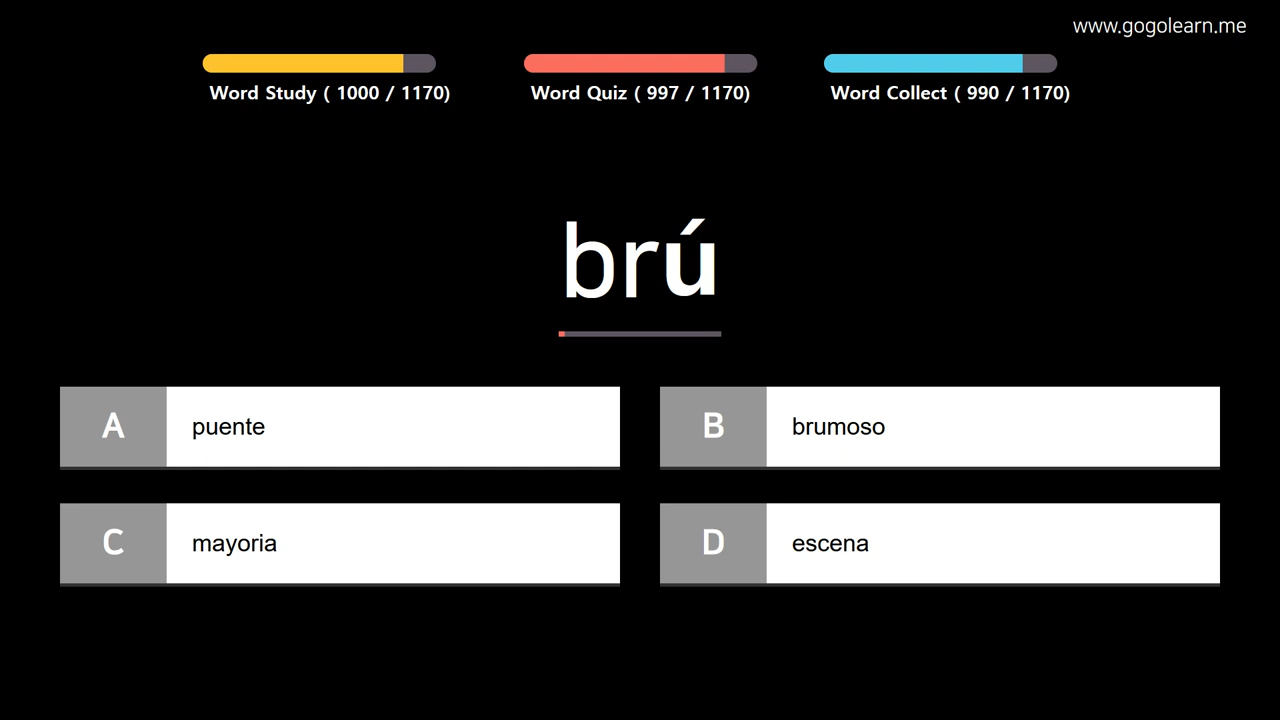 www.gogolearn.me
Word Study ( 1000 / 1170)
Word Quiz ( 997 / 1170)
Word Collect ( 990 / 1170)
brú
A puente
B brumoso
C mayoria
D escena